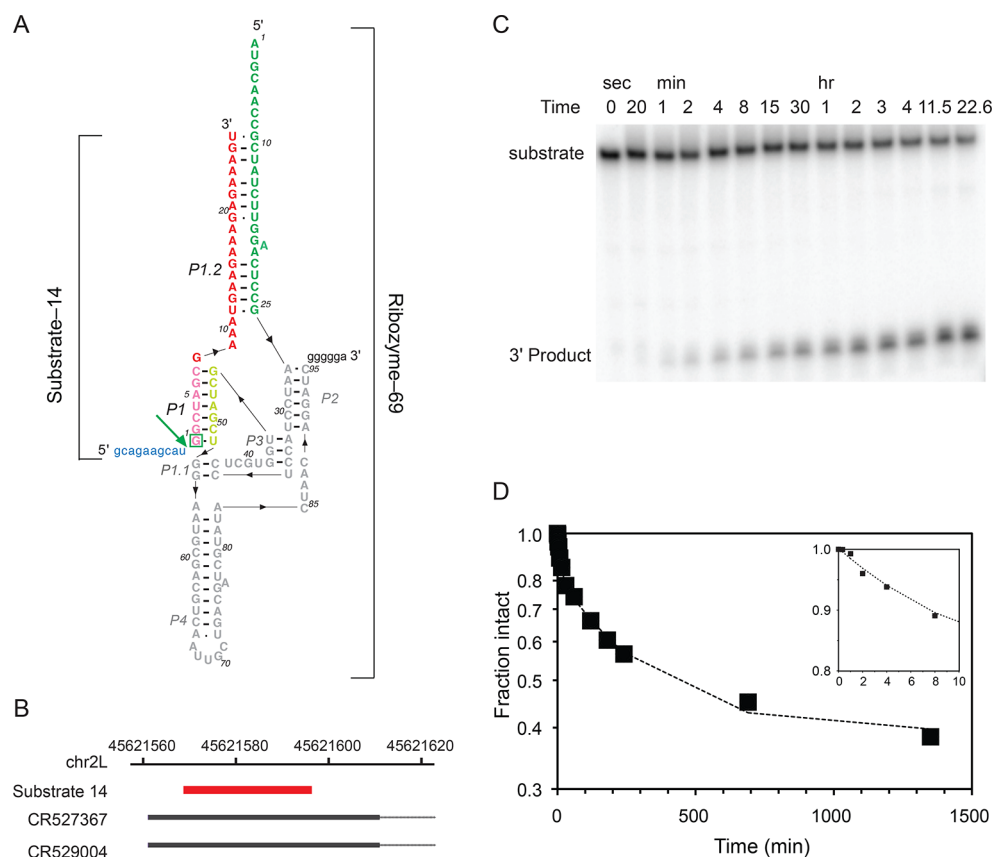 A
5'
A 1
U
G
C
A
A
C
C
G
C 10
U
A
U
C
U
U
G
G
A
A
C
U
C
C
G 25
3'
U
G
A
A
A
G
A
G 20
A
A
A
G
A
A
G
U
A 10
A
A
P1.2
Substrate–14
Ribozyme–69
G
C
G
A 5
U
C
G
G 1
P1
G
C
U
A
G
C 50
U
5' gcagaagcau
P1.1
ggggga 3'
95
P2
30
P3
U
G
G
G C U C G U G
G C C
40
85
60
80
P4
70
B
45621560 45621580 45621600 45621620
chr2L
Substrate 14
CR527367
CR529004
C
sec min hr
Time 0 20 1 2 4 8 15 30 1 2 3 4 11.5 22.6
substrate
3' Product
D
Fraction intact
1.0
0.8
0.7
0.6
0.5
0.4
0.3
0 500 1000 1500
Time (min)
1.0
0.9
0.8
0 2 4 6 8 10